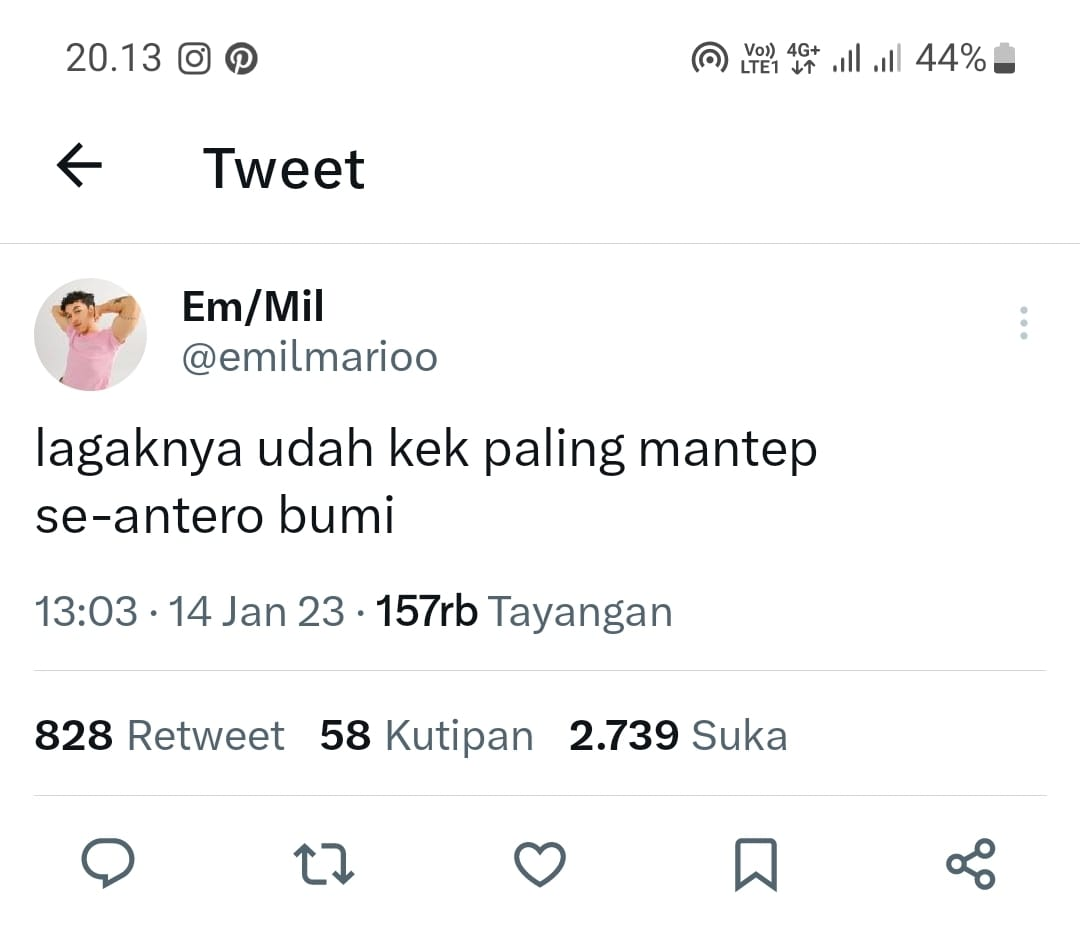 20.13 Vo)) LTE1 4G+ 44%
Tweet
Em/Mil
@emilmarioo
lagaknya udah kek paling mantep
se-antero bumi
13:03 · 14 Jan 23 · 157rb Tayangan
828 Retweet 58 Kutipan 2.739 Suka